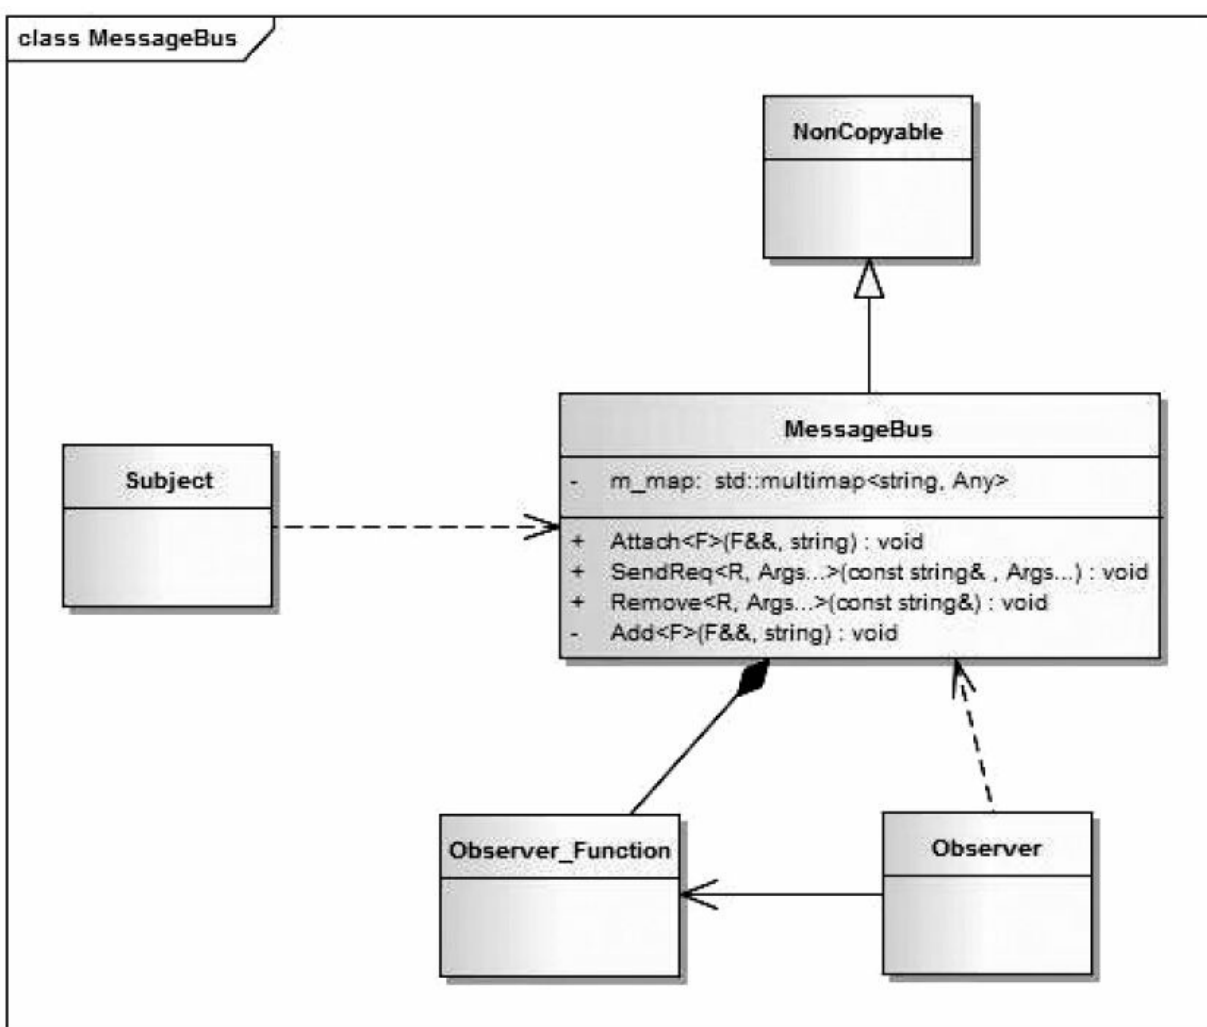 class MessageBus
NonCopyable
MessageBus
- m_map: std::multimap<string, Any>
+ Attach<F>(F&&, string) : void
+ SendReq<R, Args...>(const string& , Args...) : void
+ Remove<R, Args...>(const string&) : void
- Add<F>(F&&, string) : void
Subject
Observer_Function
Observer